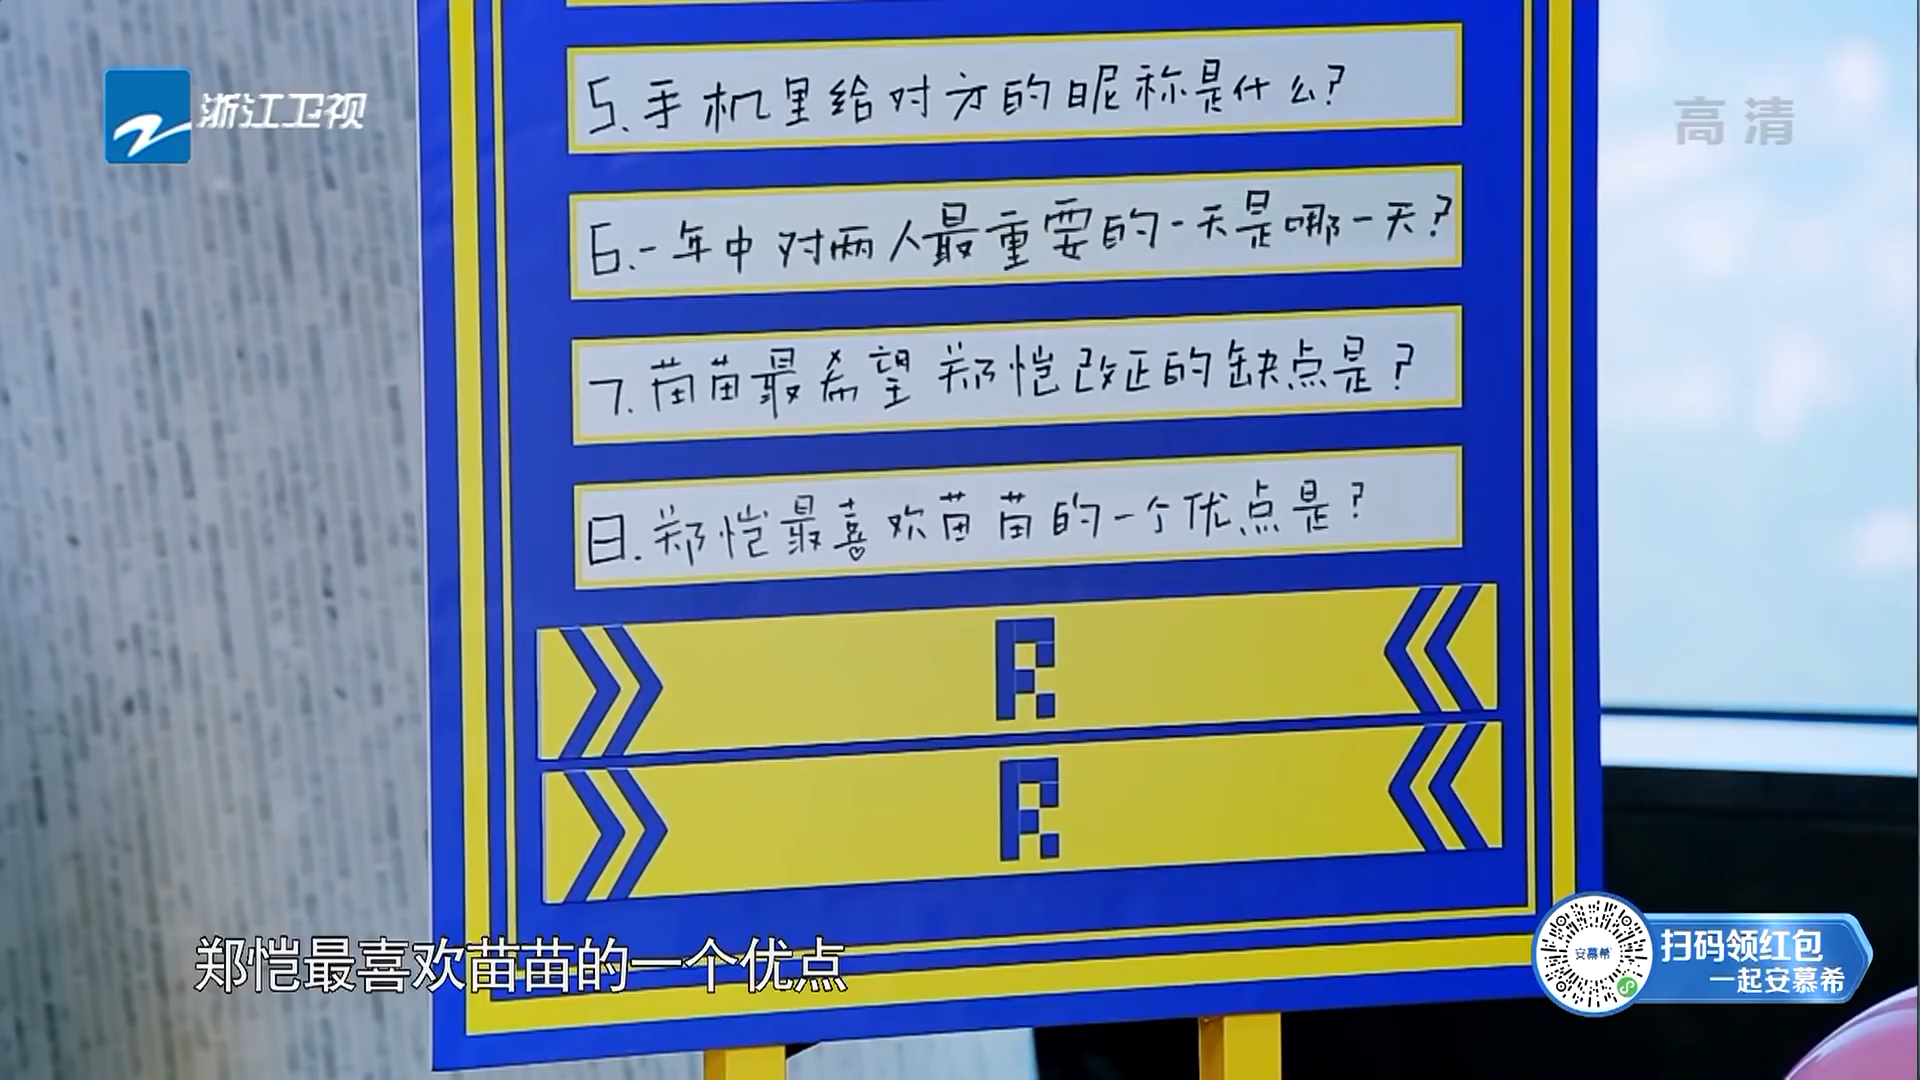 浙江卫视
高清
5.手机里给对方的昵称是什么?
6.一年中对两人最重要的一天是哪一天?
7.苗苗最希望郑恺改正的缺点是?
8.郑恺最喜欢苗苗的一个优点是?
R
R
郑恺最喜欢苗苗的一个优点
安慕希
扫码领红包
一起安慕希